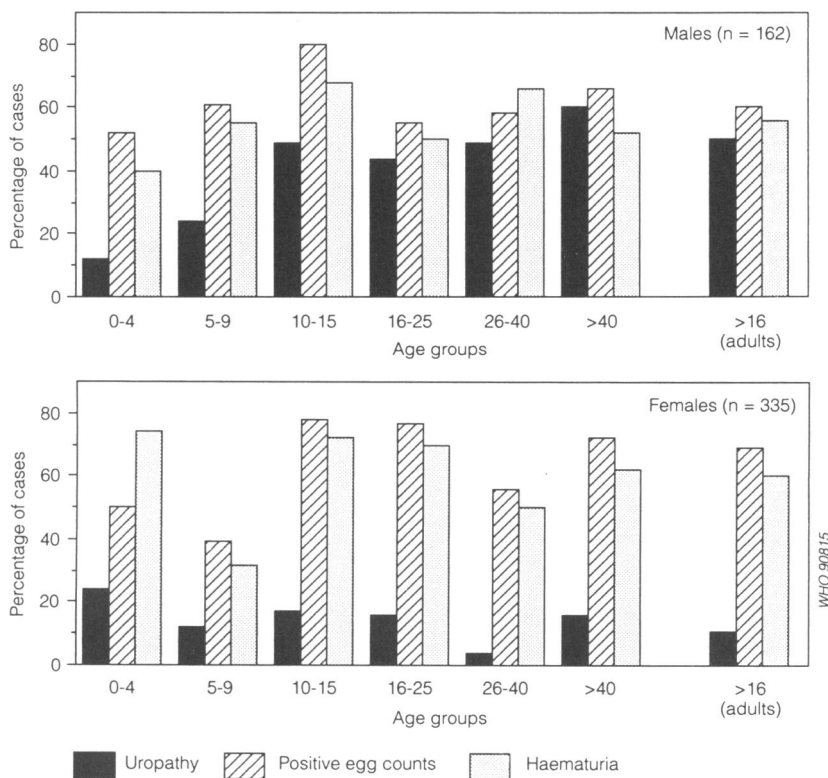 Males (n = 162)
Percentage of cases
80
60
40
20
0
0-4 5-9 10-15 16-25 26-40 >40 >16
(adults)
Age groups
Females (n = 335)
Percentage of cases
80
60
40
20
0
0-4 5-9 10-15 16-25 26-40 >40 >16
(adults)
Age groups
WHO 90815
Uropathy Positive egg counts Haematuria